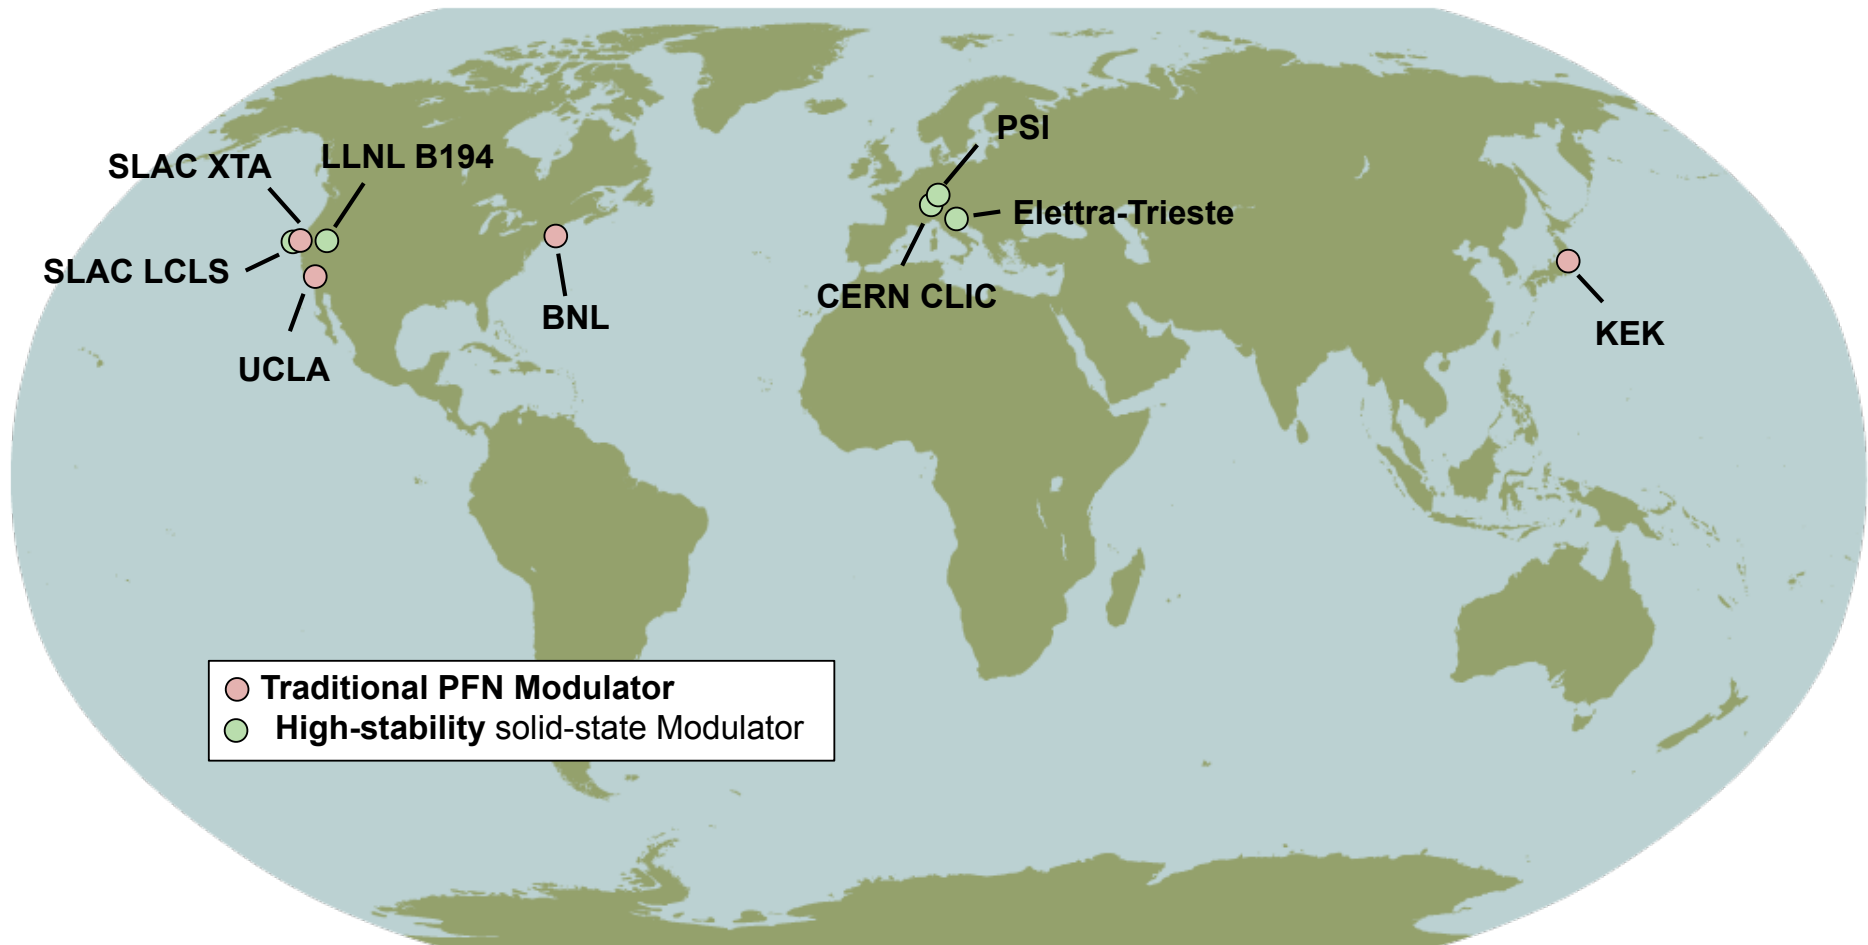 PSI
LLNL B194
SLAC XTA
Elettra-Trieste
SLAC LCLS
CERN CLIC
BNL
KEK
UCLA
Traditional PFN Modulator
High-stability solid-state Modulator